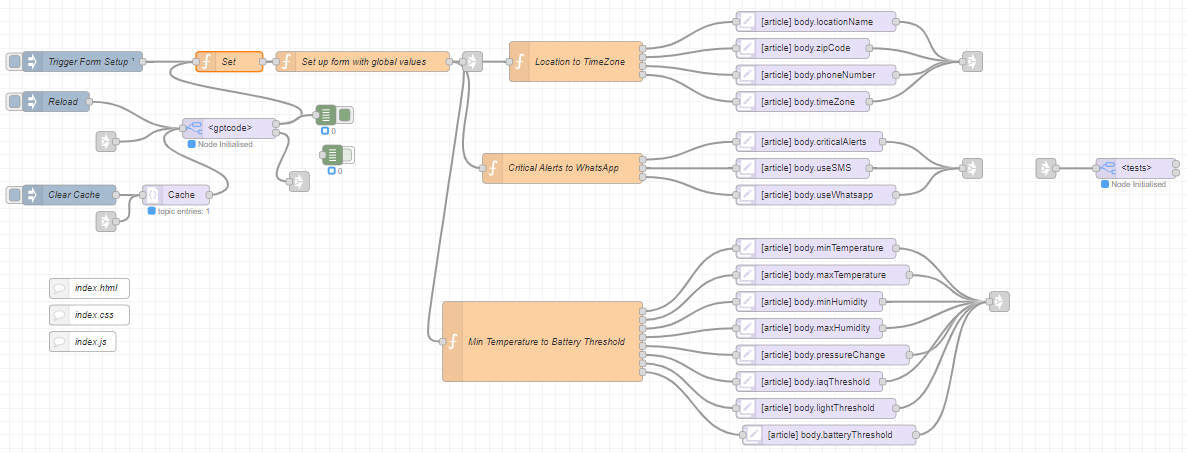 Trigger Form Setup ¹
Set
Set up form with global values
Location to TimeZone
[article] body.locationName
[article] body.zipCode
[article] body.phoneNumber
[article] body.timeZone
Reload
<gptcode>
Node Initialised
0
0
Clear Cache
Cache
topic entries: 1
Critical Alerts to WhatsApp
[article] body.criticalAlerts
[article] body.useSMS
[article] body.useWhatsapp
<tests>
Node Initialised
index.html
index.css
index.js
Min Temperature to Battery Threshold
[article] body.minTemperature
[article] body.maxTemperature
[article] body.minHumidity
[article] body.maxHumidity
[article] body.pressureChange
[article] body.iaqThreshold
[article] body.lightThreshold
[article] body.batteryThreshold